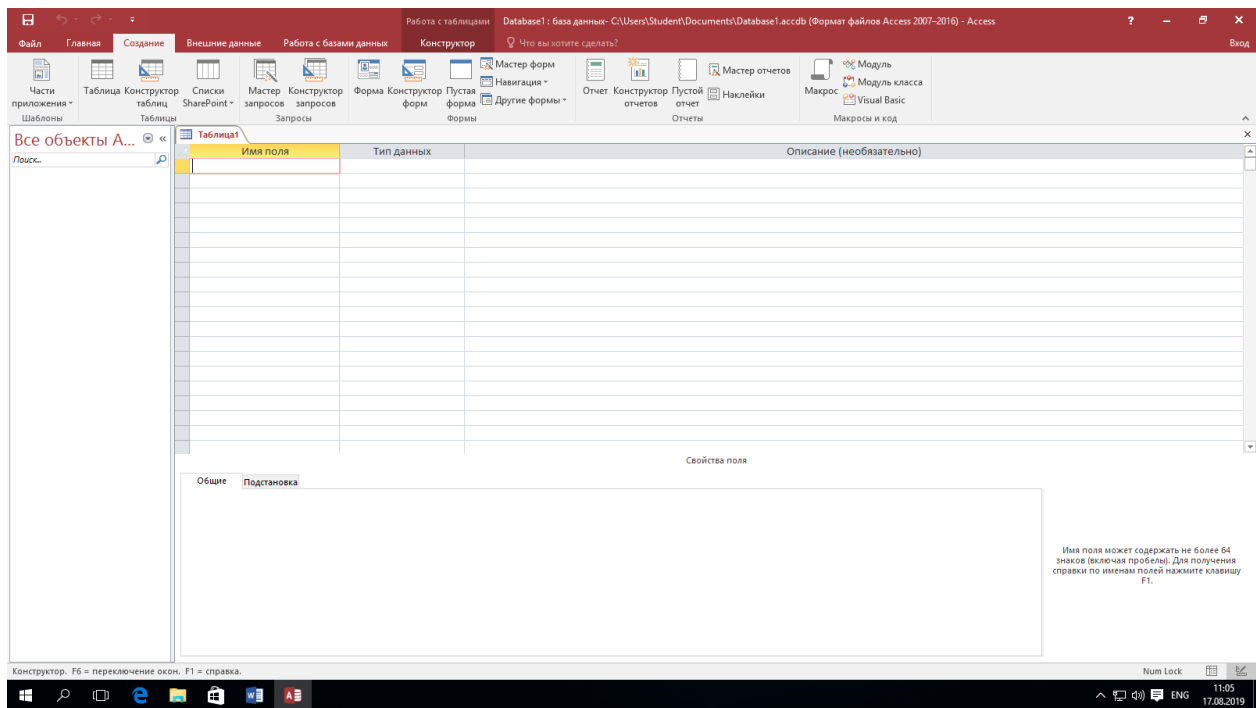 Работа с таблицами
Database1 : база данных- C:\Users\Student\Documents\Database1.accdb (Формат файлов Access 2007–2016) - Access
Файл Главная Создание Внешние данные Работа с базами данных Конструктор Что вы хотите сделать? Вход
Части приложения
Таблица
Конструктор таблиц
Списки SharePoint
Мастер запросов
Конструктор запросов
Форма
Конструктор форм
Пустая форма
Мастер форм
Навигация
Другие формы
Отчет
Конструктор отчетов
Пустой отчет
Мастер отчетов
Наклейки
Макрос
Модуль
Модуль класса
Visual Basic
Шаблоны Таблицы Запросы Формы Отчеты Макросы и код
Все объекты A...
Поиск...
Таблица1
Имя поля Тип данных Описание (необязательно)
Свойства поля
Общие Подстановка
Имя поля может содержать не более 64
знаков (включая пробелы). Для получения
справки по именам полей нажмите клавишу
F1.
Конструктор. F6 = переключение окон. F1 = справка.
Num Lock
ENG
11:05
17.08.2019